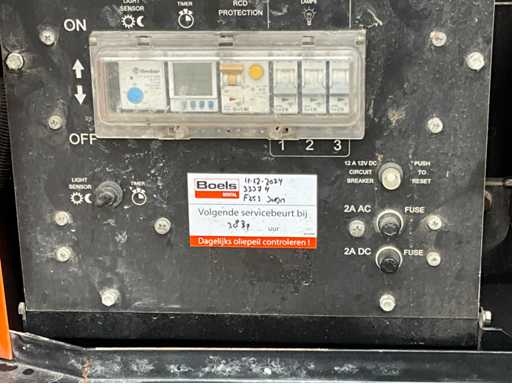 LIGHT SENSOR
TIMER
RCD PROTECTION
LAMPS
ON
OFF
1 2 3
12 A 12V DC CIRCUIT BREAKER
PUSH TO RESET
LIGHT SENSOR
TIMER
Boels
RENTAL
11-12-2024
Volgende servicebeurt bij
uur
Dagelijks oliepeil controleren !
2A AC
FUSE
2A DC
FUSE